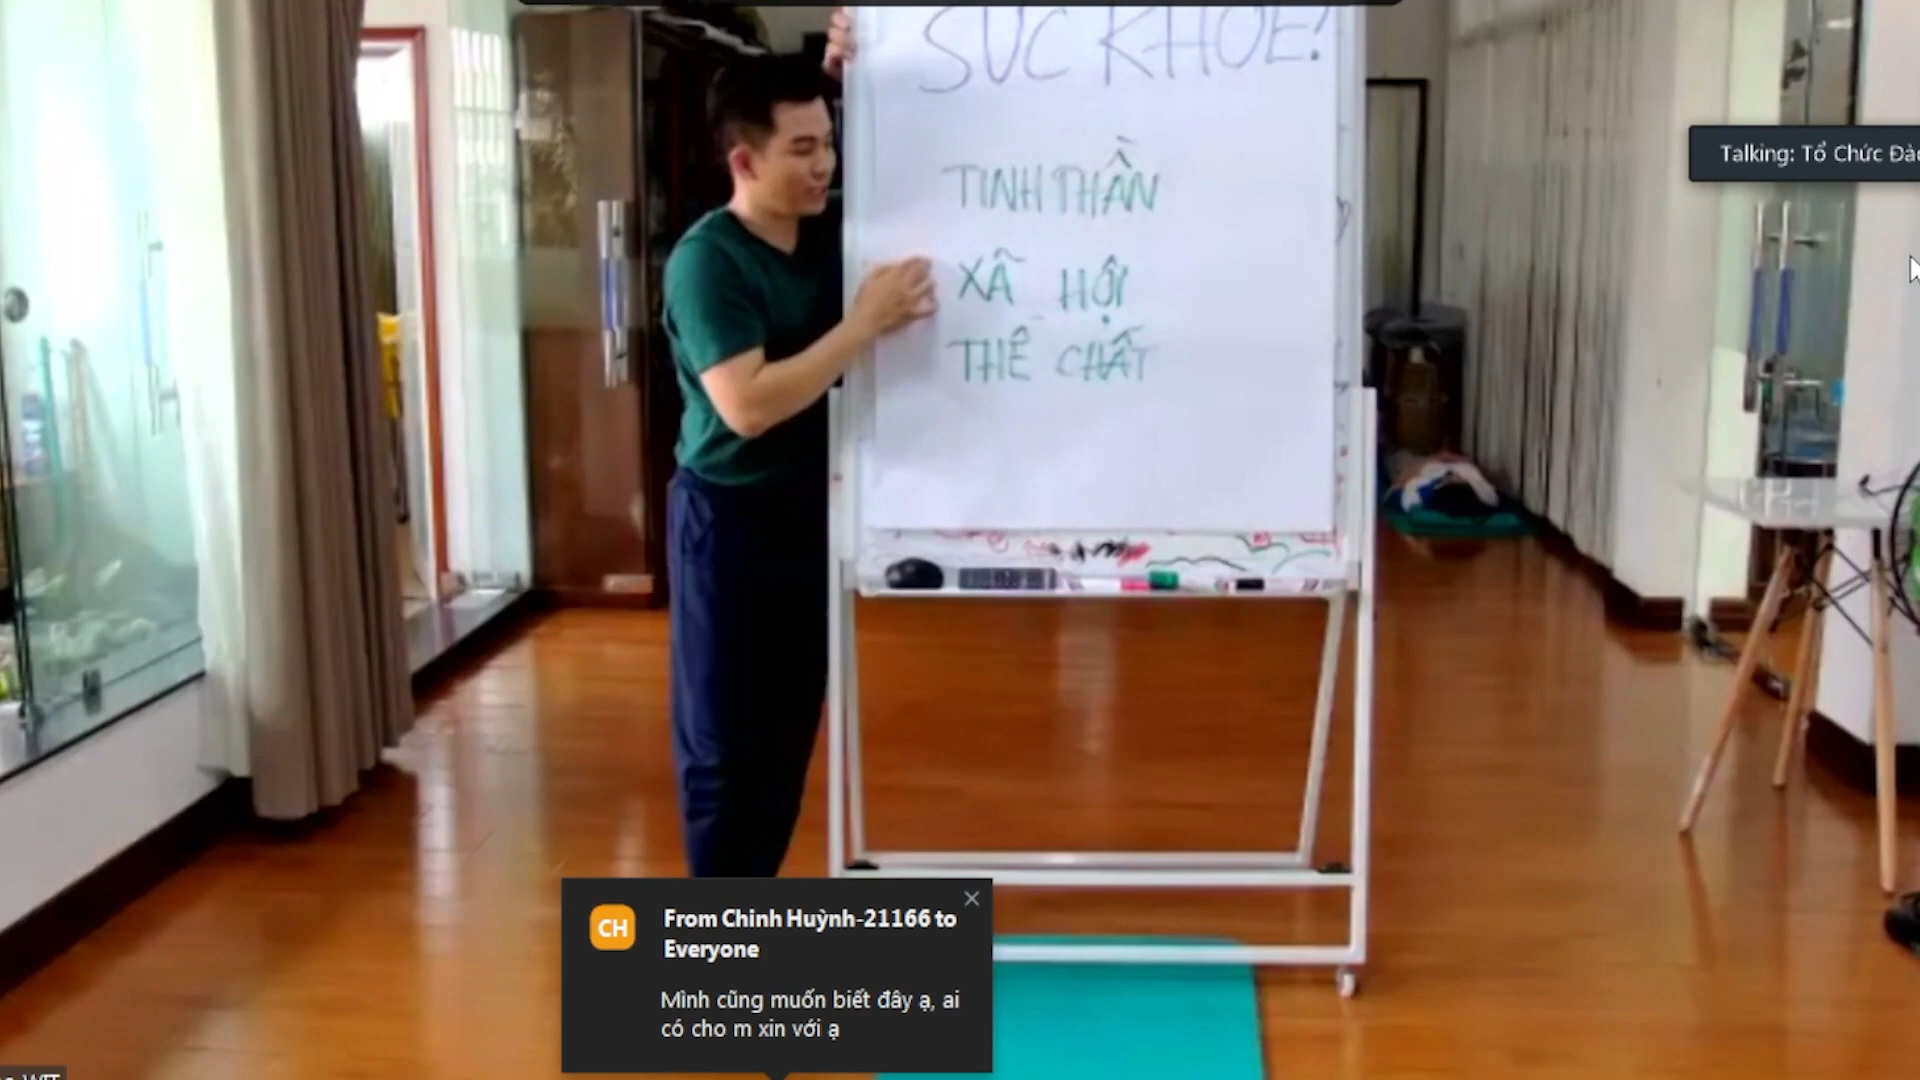 SỨC KHOẺ!
TINH THẦN
XÃ HỘI
THỂ CHẤT
Talking: Tổ Chức Đào
CH
From Chinh Huỳnh-21166 to
Everyone
Mình cũng muốn biết đây ạ, ai
có cho m xin với ạ